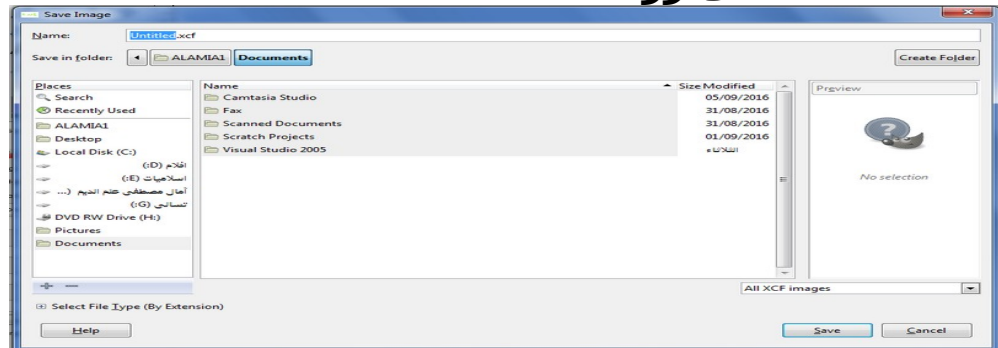 Save Image
Name: Untitled.xcf
Save in folder: ALAMIA1 Documents Create Folder
Places
Search
Recently Used
ALAMIA1
Desktop
Local Disk (C:)
افلام (D:)
اسلاميات (E:)
DVD RW Drive (H:)
Pictures
Documents
Name Size Modified
Camtasia Studio 05/09/2016
Fax 31/08/2016
Scanned Documents 31/08/2016
Scratch Projects 01/09/2016
Visual Studio 2005 الثلاثاء
Preview
No selection
All XCF images
Select File Type (By Extension)
Help Save Cancel